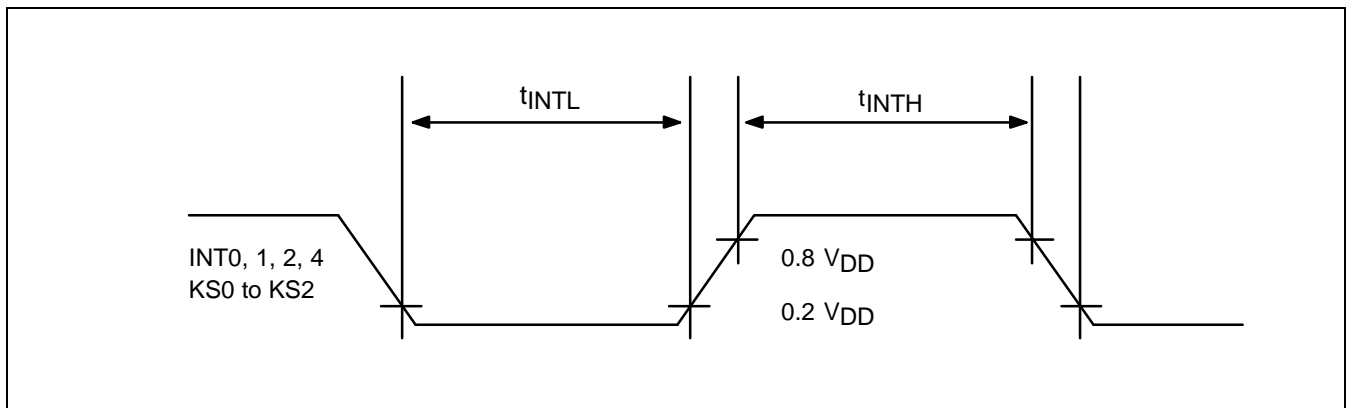 tINTL
tINTH
INT0, 1, 2, 4
KS0 to KS2
0.8 VDD
0.2 VDD